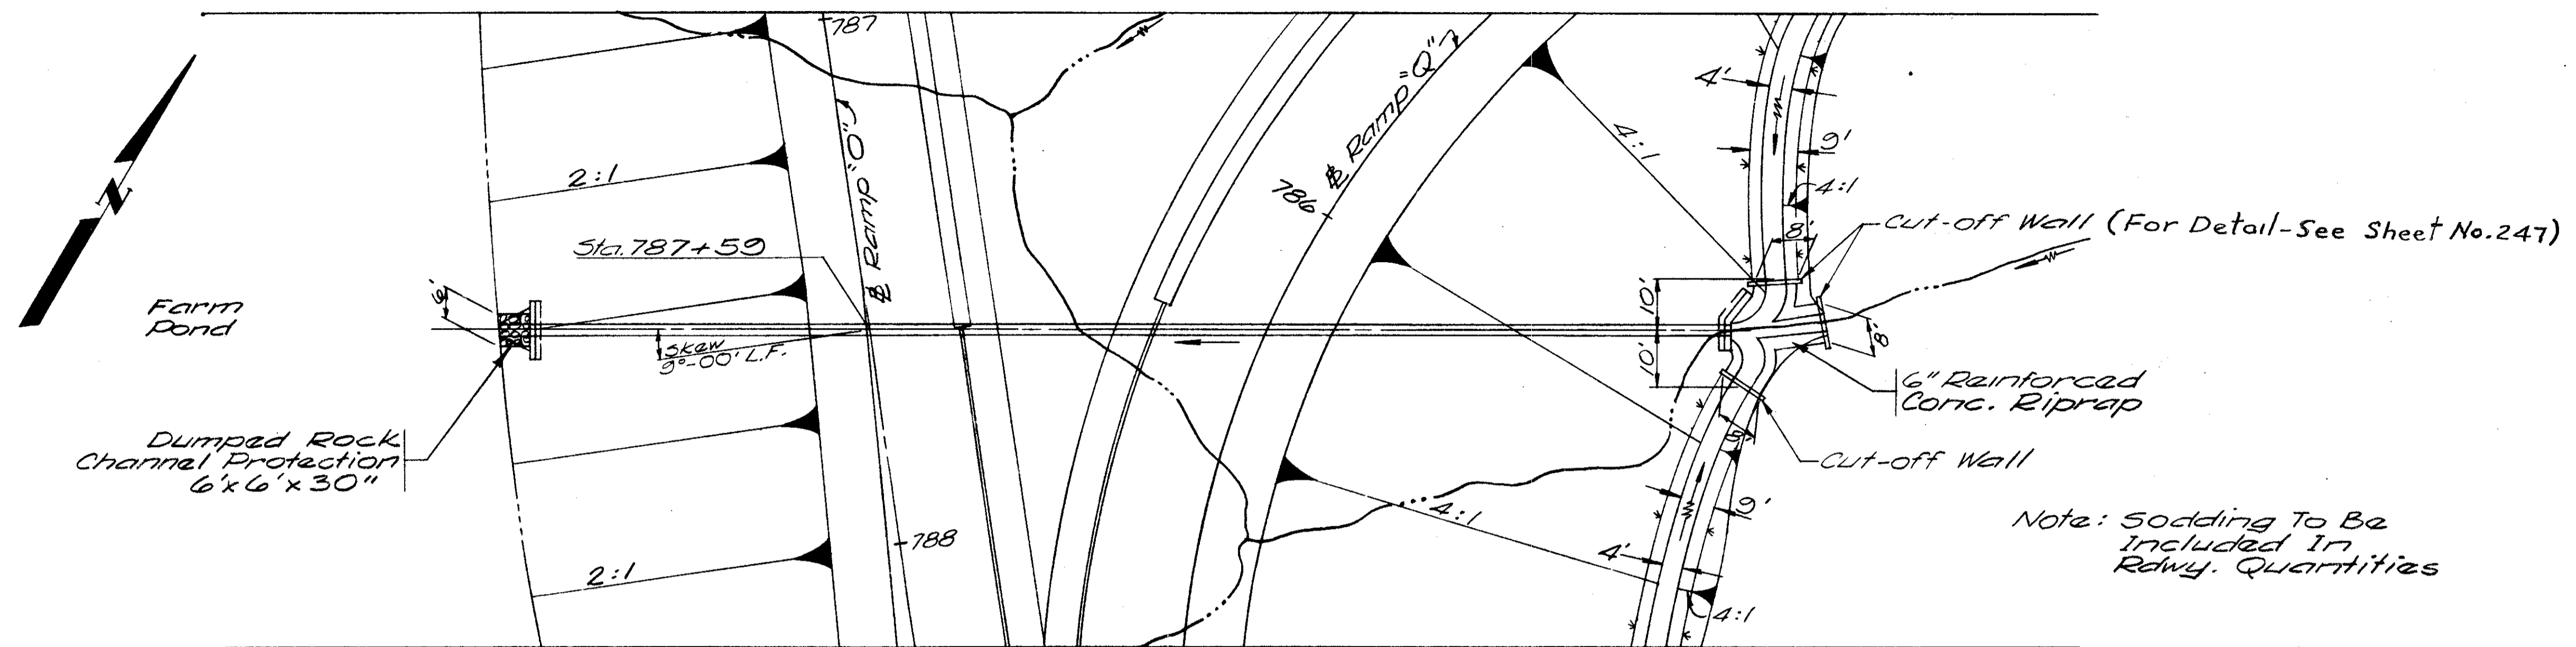 787
N
2:1
℄ Ramp "O"
4'
9'
4:1
786
℄ Ramp "Q"
4:1
8'
Cut-off Wall (For Detail-See Sheet No.247)
Sta.787+59
Farm
Pond
6'
Skew
9°-00' L.F.
10'
10'
8'
6" Reinforced
Conc. Riprap
Dumped Rock
Channel Protection
6'x6'x30"
Cut-off Wall
4:1
9'
788
2:1
4'
4:1
Note: Sodding To Be
Included In
Rdwy. Quantities